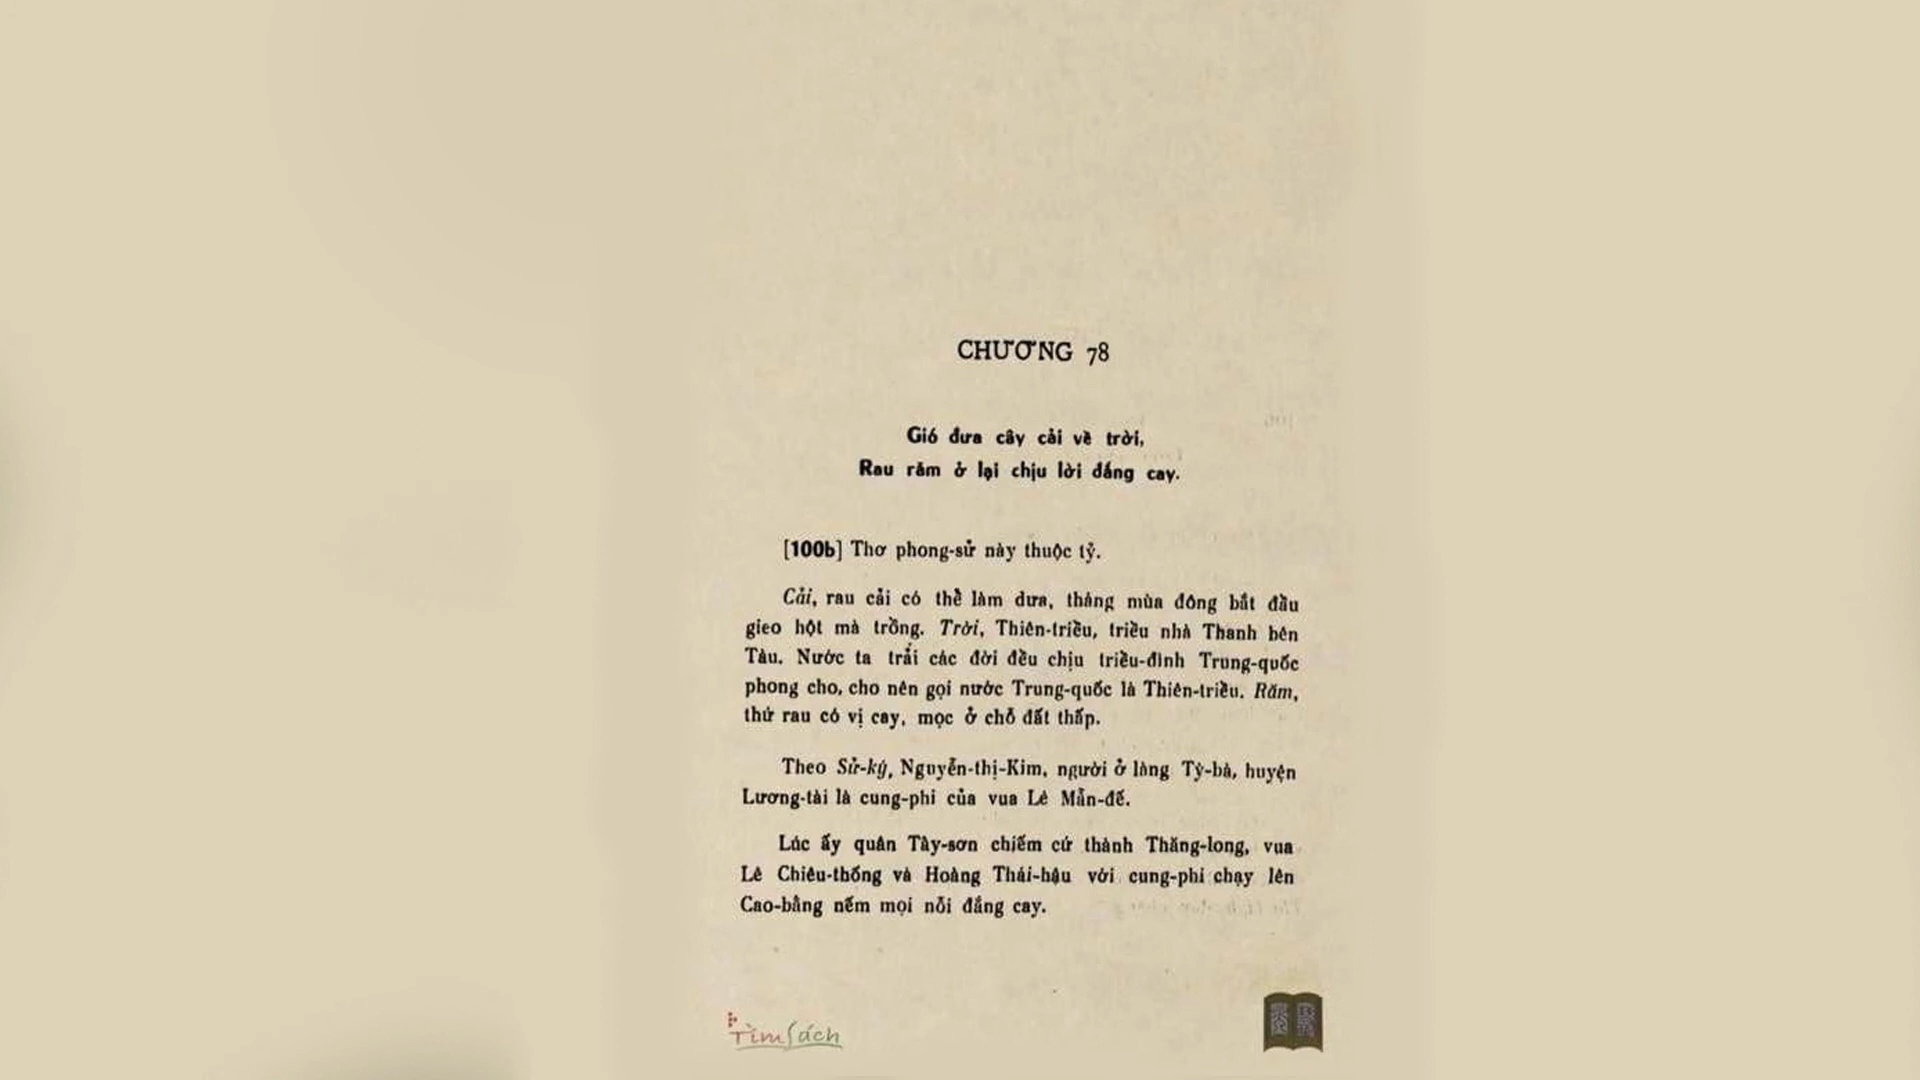 CHƯƠNG 78
Gió đưa cây cải về trời,
Rau răm ở lại chịu lời đắng cay.
[100b] Thơ phong-sử này thuộc tỷ.
Cải, rau cải có thể làm dưa, tháng mùa đông bắt đầu
gieo hột mà trồng. Trời, Thiên-triều, triều nhà Thanh bên
Tàu. Nước ta trải các đời đều chịu triều-đình Trung-quốc
phong cho, cho nên gọi nước Trung-quốc là Thiên-triều. Răm,
thứ rau có vị cay, mọc ở chỗ đất thấp.
Theo Sử-ký, Nguyễn-thị-Kim, người ở làng Tỳ-bà, huyện
Lương-tài là cung-phi của vua Lê Mẫn-đế.
Lúc ấy quân Tây-sơn chiếm cứ thành Thăng-long, vua
Lê Chiêu-thống và Hoàng Thái-hậu với cung-phi chạy lên
Cao-bằng nếm mọi nỗi đắng cay.
TìmSách